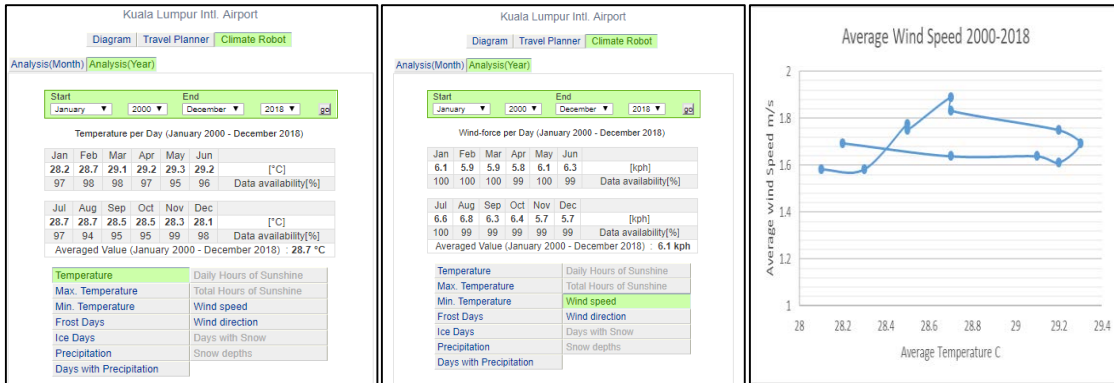 Kuala Lumpur Intl. Airport
Diagram Travel Planner Climate Robot
Analysis(Month) Analysis(Year)
Start End
January ▼ 2000 ▼ December ▼ 2018 ▼ go
Temperature per Day (January 2000 - December 2018)
Jan Feb Mar Apr May Jun
28.2 28.7 29.1 29.2 29.3 29.2 [°C]
97 98 98 97 95 96 Data availability[%]
Jul Aug Sep Oct Nov Dec
28.7 28.7 28.5 28.5 28.3 28.1 [°C]
97 94 95 95 99 98 Data availability[%]
Averaged Value (January 2000 - December 2018) : 28.7 °C
Temperature Daily Hours of Sunshine
Max. Temperature Total Hours of Sunshine
Min. Temperature Wind speed
Frost Days Wind direction
Ice Days Days with Snow
Precipitation Snow depths
Days with Precipitation
Kuala Lumpur Intl. Airport
Diagram Travel Planner Climate Robot
Analysis(Month) Analysis(Year)
Start End
January ▼ 2000 ▼ December ▼ 2018 ▼ go
Wind-force per Day (January 2000 - December 2018)
Jan Feb Mar Apr May Jun
6.1 5.9 5.9 5.8 6.1 6.3 [kph]
100 100 100 99 100 99 Data availability[%]
Jul Aug Sep Oct Nov Dec
6.6 6.8 6.3 6.4 5.7 5.7 [kph]
100 99 99 99 99 99 Data availability[%]
Averaged Value (January 2000 - December 2018) : 6.1 kph
Temperature Daily Hours of Sunshine
Max. Temperature Total Hours of Sunshine
Min. Temperature Wind speed
Frost Days Wind direction
Ice Days Days with Snow
Precipitation Snow depths
Days with Precipitation
Average Wind Speed 2000-2018
Average wind Speed m/s
2
1.8
1.6
1.4
1.2
1
28 28.2 28.4 28.6 28.8 29 29.2 29.4
Average Temperature C